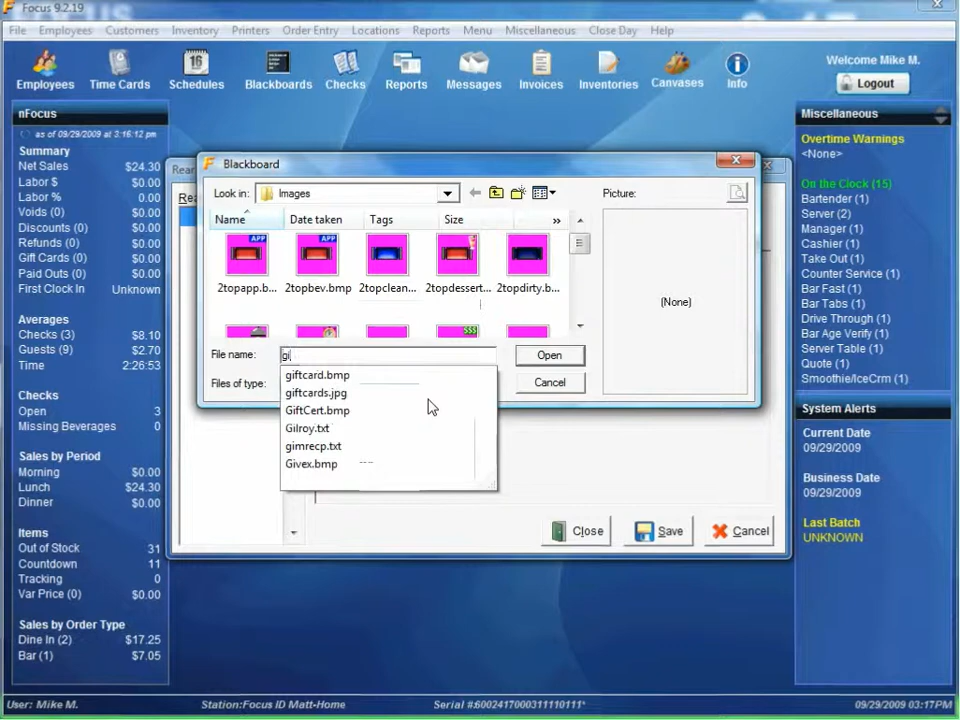 Focus 9.2.19
File Employees Customers Inventory Printers Order Entry Locations Reports Menu Miscellaneous Close Day Help
Employees Time Cards Schedules Blackboards Checks Reports Messages Invoices Inventories Canvases Info
Welcome Mike M.
Logout
nFocus
as of 09/29/2009 at 3:16:12 pm
Summary
Net Sales $24.30
Labor $ $0.00
Labor % 0.00
Voids (0) $0.00
Discounts (0) $0.00
Refunds (0) $0.00
Gift Cards (0) $0.00
Paid Outs (0) $0.00
First Clock In Unknown
Averages
Checks (3) $8.10
Guests (9) $2.70
Time 2:26:53
Checks
Open 3
Missing Beverages 0
Sales by Period
Morning $0.00
Lunch $24.30
Dinner $0.00
Items
Out of Stock 31
Countdown 11
Tracking 0
Var Price (0) $0.00
Sales by Order Type
Dine In (2) $17.25
Bar (1) $7.05
Blackboard
Look in: Images
Picture:
Name Date taken Tags Size »
APP APP
2topapp.b... 2topbev.bmp 2topclean... 2topdessert... 2topdirty.b...
$$$
(None)
File name: gi
Open
Files of type:
Cancel
giftcard.bmp
giftcards.jpg
GiftCert.bmp
Gilroy.txt
gimrecp.txt
Givex.bmp
Close Save Cancel
Miscellaneous
Overtime Warnings
<None>
On the Clock (15)
Bartender (1)
Server (2)
Manager (1)
Cashier (1)
Take Out (1)
Counter Service (1)
Bar Fast (1)
Bar Tabs (1)
Drive Through (1)
Bar Age Verify (1)
Quote (1)
Smoothie/IceCrm (1)
System Alerts
Current Date
09/29/2009
Business Date
09/29/2009
Last Batch
UNKNOWN
User: Mike M. Station:Focus ID Matt-Home Serial #:6002417000311110111* 09/29/2009 03:17PM